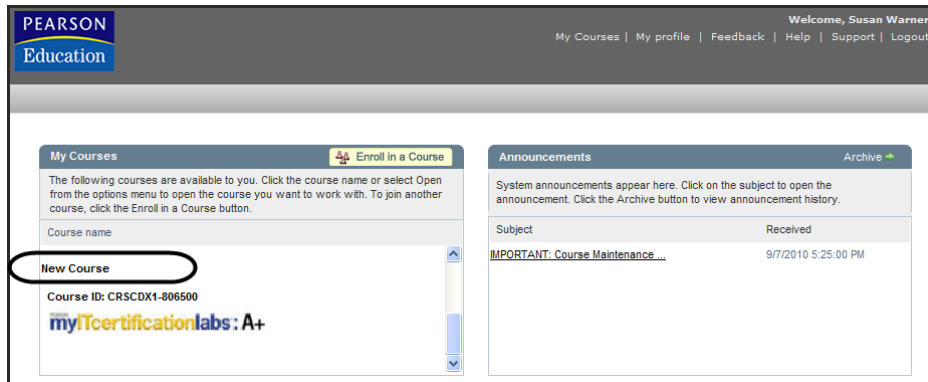 PEARSON
Education
Welcome, Susan Warner
My Courses | My profile | Feedback | Help | Support | Logout
My Courses
Enroll in a Course
The following courses are available to you. Click the course name or select Open
from the options menu to open the course you want to work with. To join another
course, click the Enroll in a Course button.
Course name
New Course
Course ID: CRSCDX1-806500
myITcertificationlabs: A+
Announcements
Archive
System announcements appear here. Click on the subject to open the
announcement. Click the Archive button to view announcement history.
Subject Received
IMPORTANT: Course Maintenance ... 9/7/2010 5:25:00 PM